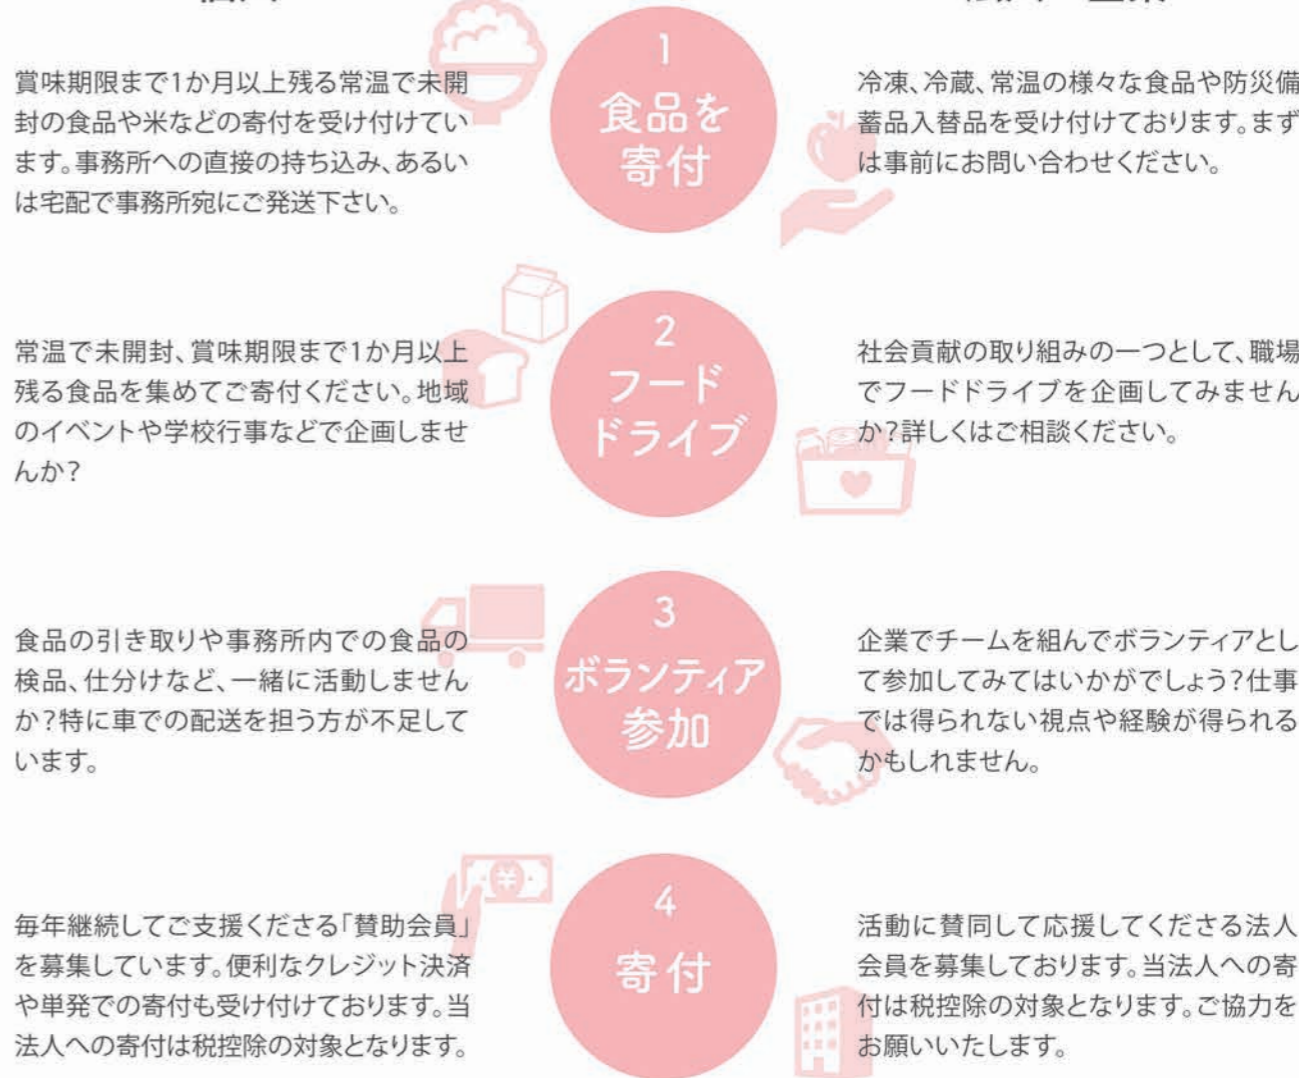 1
食品を
寄付
賞味期限まで1か月以上残る常温で未開
封の食品や米などの寄付を受け付けてい
ます。事務所への直接の持ち込み、あるい
は宅配で事務所宛にご発送下さい。
冷凍、冷蔵、常温の様々な食品や防災備
蓄品入替品を受け付けております。まず
は事前にお問い合わせください。
2
フード
ドライブ
常温で未開封、賞味期限まで1か月以上
残る食品を集めてご寄付ください。地域
のイベントや学校行事などで企画しませ
んか?
社会貢献の取り組みの一つとして、職場
でフードドライブを企画してみません
か?詳しくはご相談ください。
3
ボランティア
参加
食品の引き取りや事務所内での食品の
検品、仕分けなど、一緒に活動しません
か?特に車での配送を担う方が不足して
います。
企業でチームを組んでボランティアとし
て参加してみてはいかがでしょう?仕事
では得られない視点や経験が得られる
かもしれません。
4
寄付
毎年継続してご支援くださる「賛助会員」
を募集しています。便利なクレジット決済
や単発での寄付も受け付けております。当
法人への寄付は税控除の対象となります。
¥
活動に賛同して応援してくださる法人
会員を募集しております。当法人への寄
付は税控除の対象となります。ご協力を
お願いいたします。